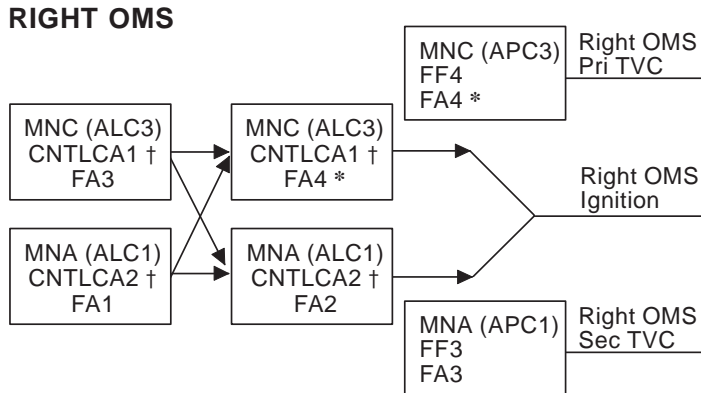 RIGHT OMS
MNC (APC3)
FF4
FA4 *
Right OMS
Pri TVC
MNC (ALC3)
CNTLCA1 †
FA3
MNC (ALC3)
CNTLCA1 †
FA4 *
Right OMS
Ignition
MNA (ALC1)
CNTLCA2 †
FA1
MNA (ALC1)
CNTLCA2 †
FA2
MNA (APC1)
FF3
FA3
Right OMS
Sec TVC